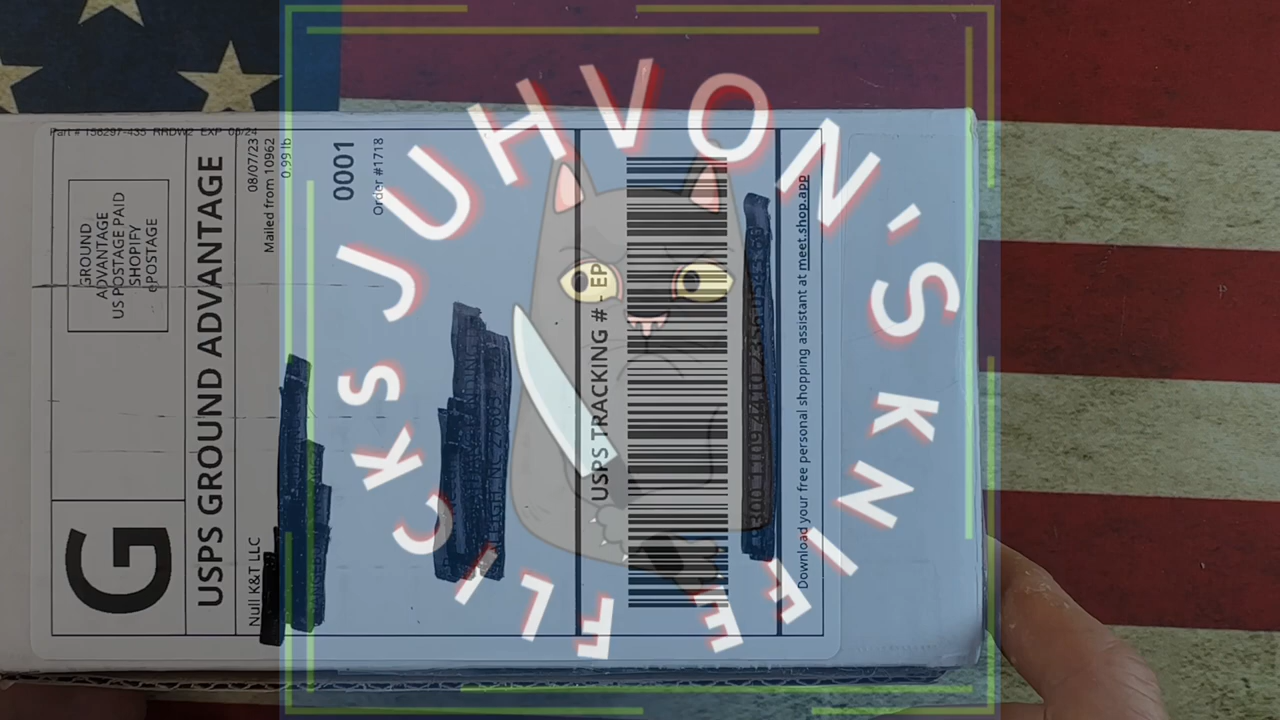 JUHVON'S KNIFE FLICKS
Part # 156297-435 RRDW2 EXP 06/24
GROUND
ADVANTAGE
US POSTAGE PAID
SHOPIFY
ePOSTAGE
G
USPS GROUND ADVANTAGE
08/07/23
Mailed from 10962
0.99 lb
Null K&T LLC
0001
Order #1718
USPS TRACKING # - EP
Download your free personal shopping assistant at meet.shop.app